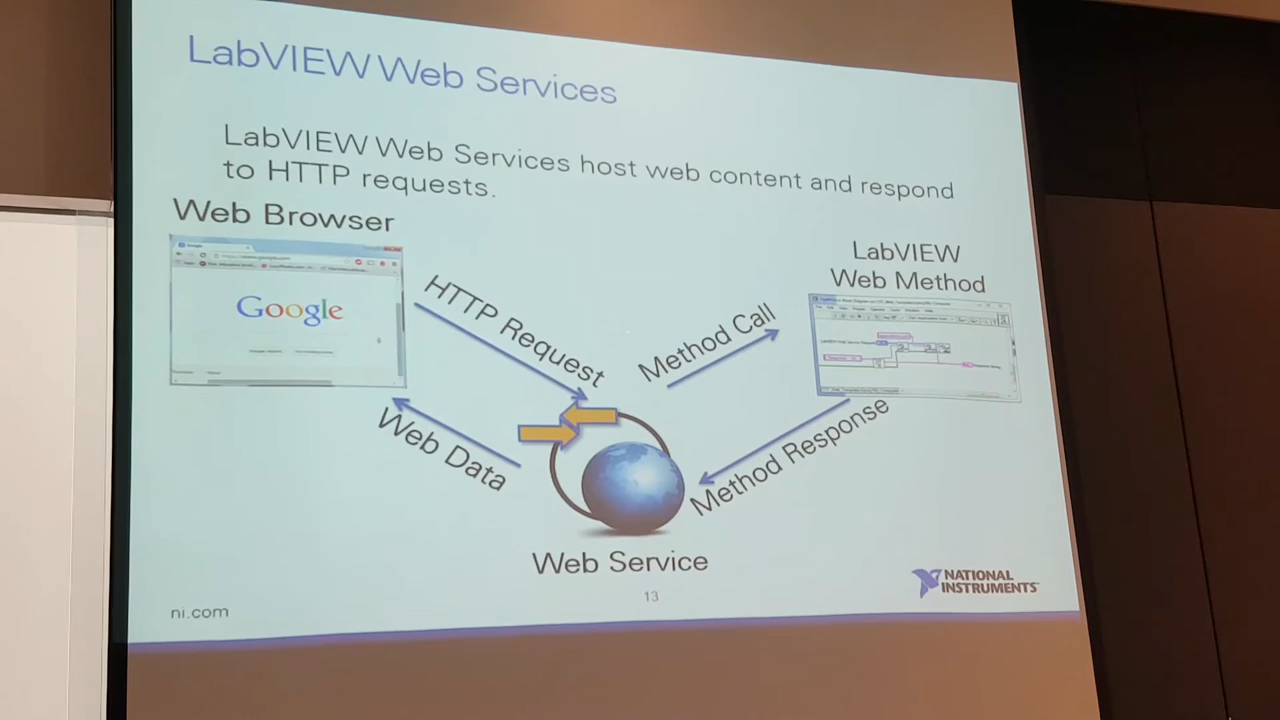 LabVIEW Web Services
LabVIEW Web Services host web content and respond
to HTTP requests.
Web Browser
Google
HTTP Request
Web Data
LabVIEW
Web Method
Method Call
Method Response
Web Service
13
ni.com
NATIONAL
INSTRUMENTS